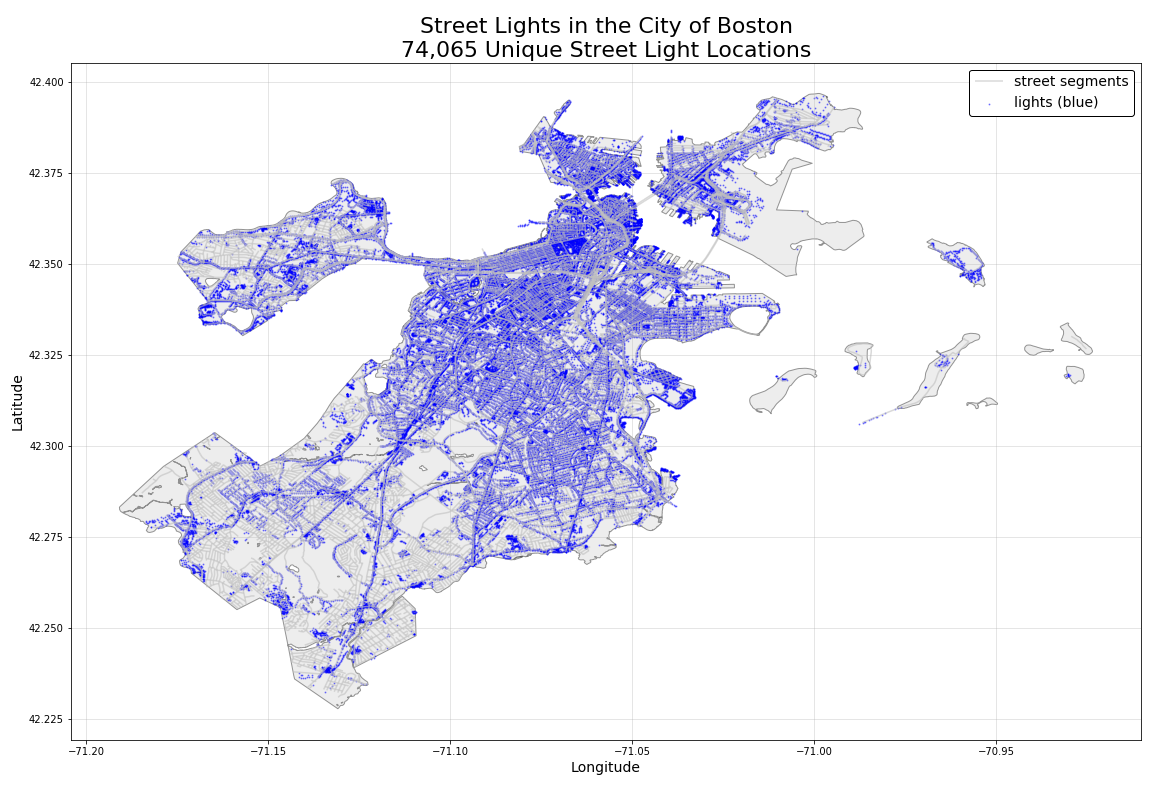 Street Lights in the City of Boston
74,065 Unique Street Light Locations
street segments
lights (blue)
42.400
42.375
42.350
42.325
42.300
42.275
42.250
42.225
Latitude
−71.20
−71.15
−71.10
−71.05
−71.00
−70.95
Longitude